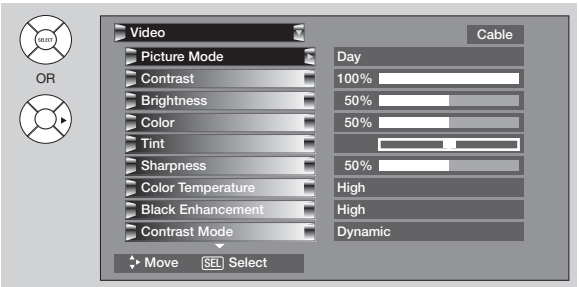 SELECT
OR
Video Cable
Picture Mode Day
Contrast 100%
Brightness 50%
Color 50%
Tint
Sharpness 50%
Color Temperature High
Black Enhancement High
Contrast Mode Dynamic
Move SEL Select